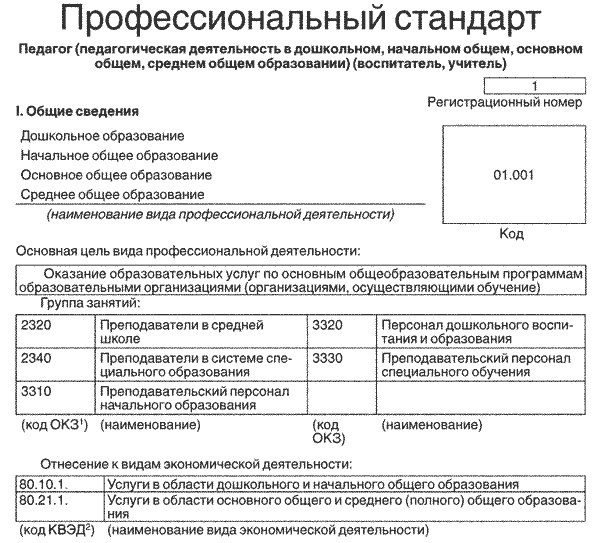 Профессиональный стандарт
Педагог (педагогическая деятельность в дошкольном, начальном общем, основном
общем, среднем общем образовании) (воспитатель, учитель)
1
Регистрационный номер
I. Общие сведения
Дошкольное образование
Начальное общее образование
Основное общее образование
Среднее общее образование
(наименование вида профессиональной деятельности)
01.001
Код
Основная цель вида профессиональной деятельности:
Оказание образовательных услуг по основным общеобразовательным программам
образовательными организациями (организациями, осуществляющими обучение)
Группа занятий:
2320 Преподаватели в средней 3320 Персонал дошкольного воспи-
школе тания и образования
2340 Преподаватели в системе спе- 3330 Преподавательский персонал
циального образования специального обучения
3310 Преподавательский персонал
начального образования
(код ОКЗ¹) (наименование) (код (наименование)
ОКЗ)
Отнесение к видам экономической деятельности:
80.10.1. Услуги в области дошкольного и начального общего образования
80.21.1. Услуги в области основного общего и среднего (полного) общего образова-
ния
(код КВЭД²) (наименование вида экономической деятельности)